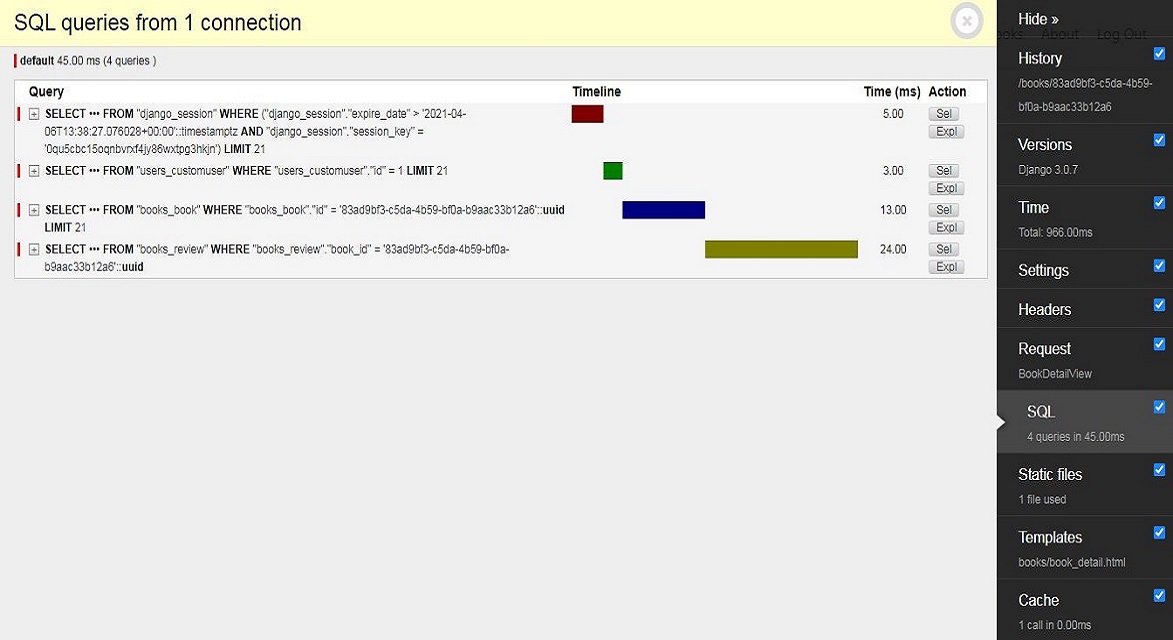 SQL queries from 1 connection
default 45.00 ms (4 queries )
Query Timeline Time (ms) Action
SELECT ••• FROM "django_session" WHERE ("django_session"."expire_date" > '2021-04-
06T13:38:27.076028+00:00'::timestamptz AND "django_session"."session_key" =
'0qu5cbc15oqnbvrxf4jy86wxtpg3hkjn') LIMIT 21
5.00 Sel
Expl
SELECT ••• FROM "users_customuser" WHERE "users_customuser"."id" = 1 LIMIT 21
3.00 Sel
Expl
SELECT ••• FROM "books_book" WHERE "books_book"."id" = '83ad9bf3-c5da-4b59-bf0a-b9aac33b12a6'::uuid
LIMIT 21
13.00 Sel
Expl
SELECT ••• FROM "books_review" WHERE "books_review"."book_id" = '83ad9bf3-c5da-4b59-bf0a-
b9aac33b12a6'::uuid
24.00 Sel
Expl
Hide »
About Log Out
History
/books/83ad9bf3-c5da-4b59-
bf0a-b9aac33b12a6
Versions
Django 3.0.7
Time
Total: 966.00ms
Settings
Headers
Request
BookDetailView
SQL
4 queries in 45.00ms
Static files
1 file used
Templates
books/book_detail.html
Cache
1 call in 0.00ms